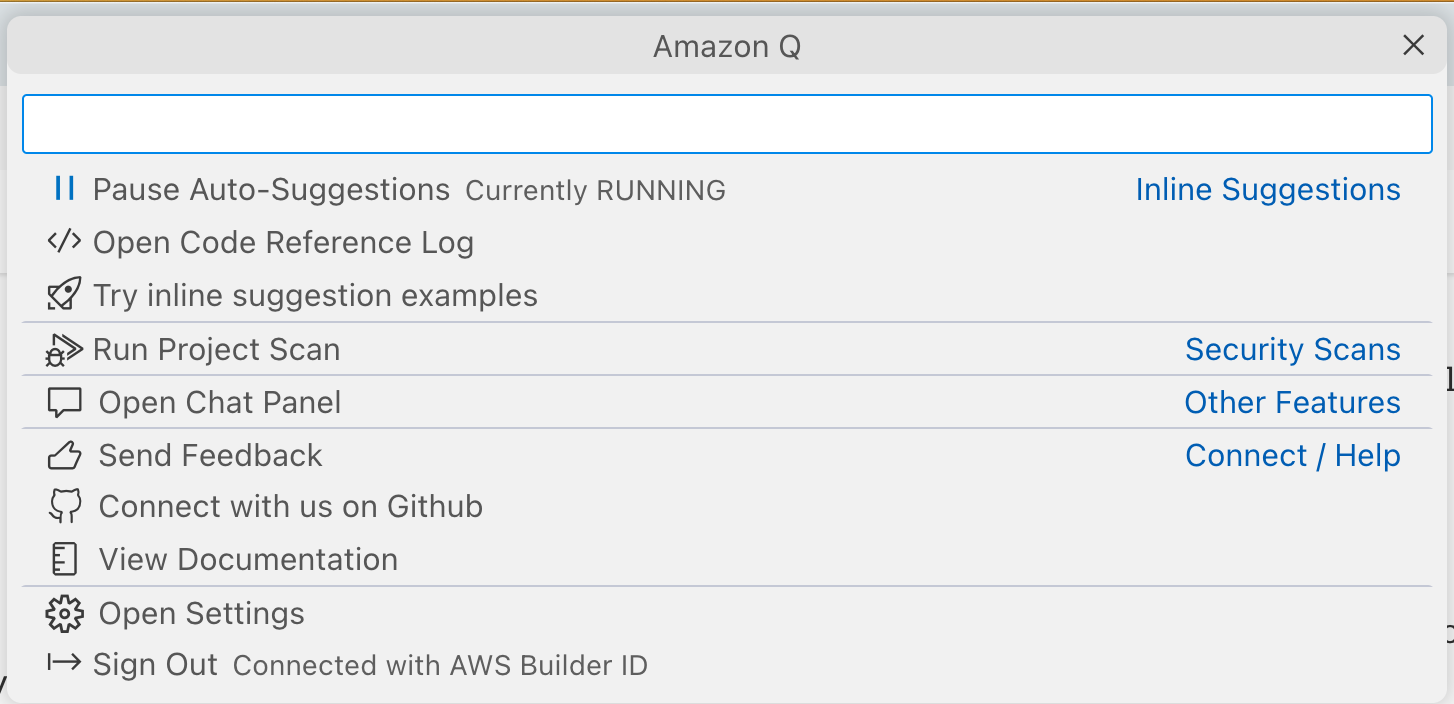 Amazon Q
Pause Auto-Suggestions Currently RUNNING Inline Suggestions
Open Code Reference Log
Try inline suggestion examples
Run Project Scan Security Scans
Open Chat Panel Other Features
Send Feedback Connect / Help
Connect with us on Github
View Documentation
Open Settings
Sign Out Connected with AWS Builder ID